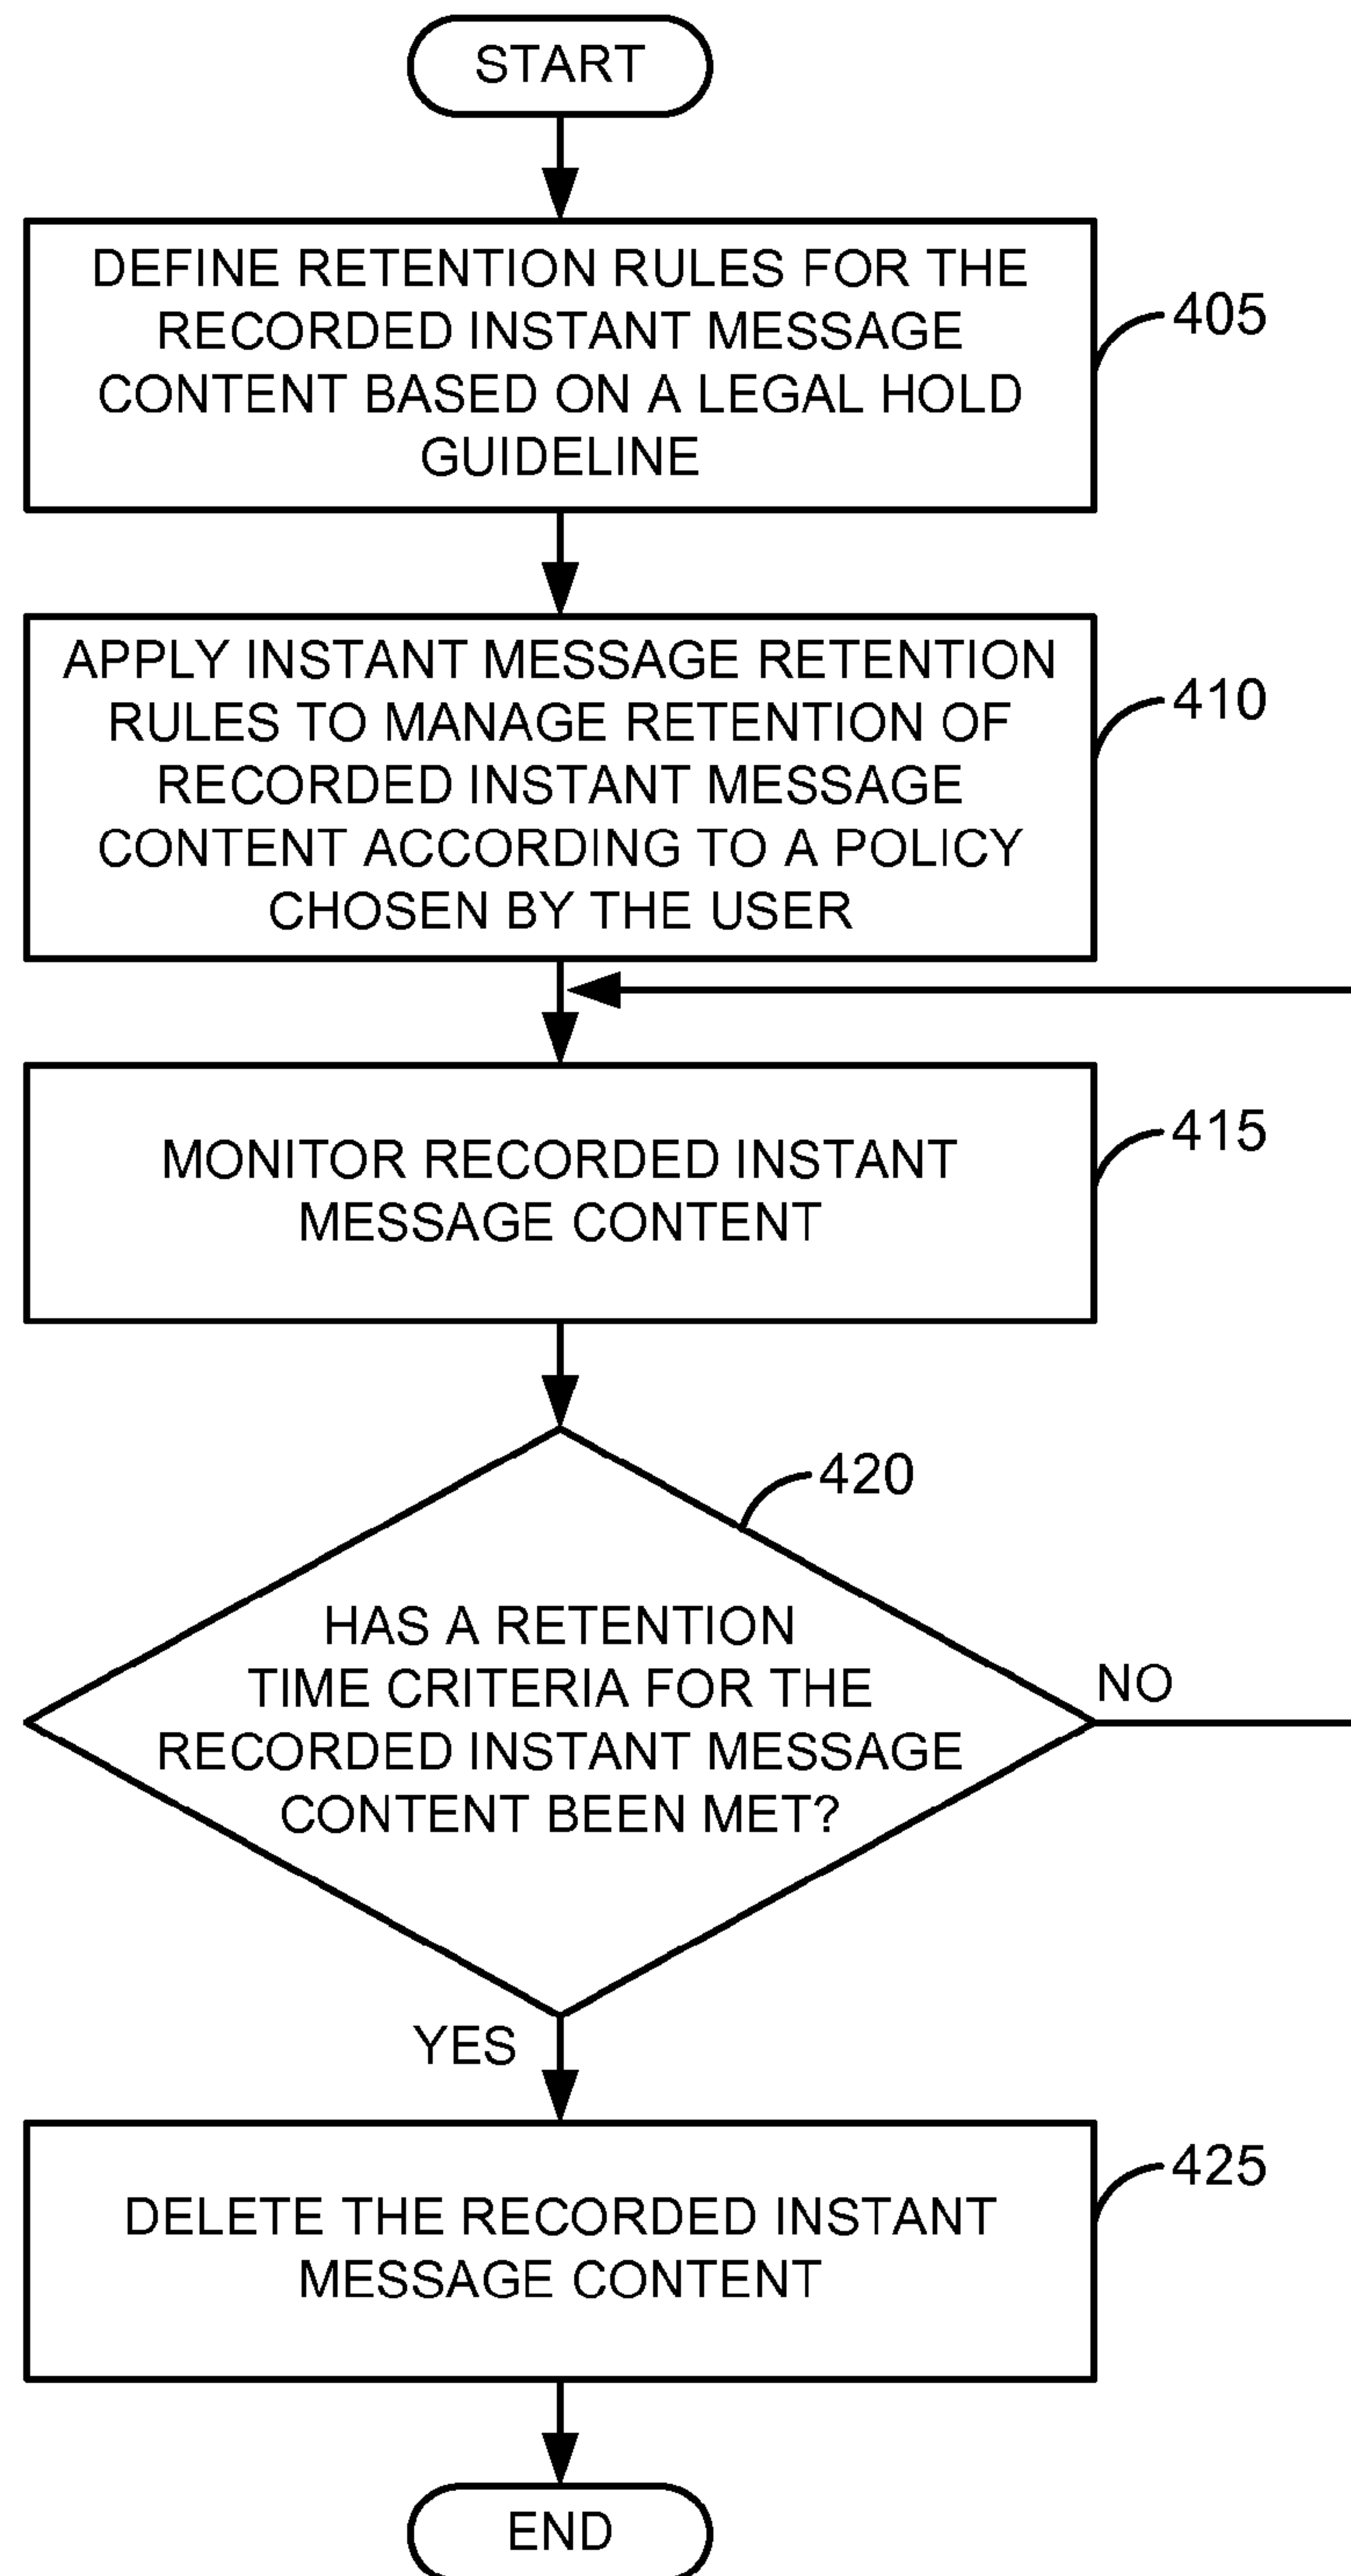 START
DEFINE RETENTION RULES FOR THE
RECORDED INSTANT MESSAGE
CONTENT BASED ON A LEGAL HOLD
GUIDELINE
405
APPLY INSTANT MESSAGE RETENTION
RULES TO MANAGE RETENTION OF
RECORDED INSTANT MESSAGE
CONTENT ACCORDING TO A POLICY
CHOSEN BY THE USER
410
MONITOR RECORDED INSTANT
MESSAGE CONTENT
415
420
HAS A RETENTION
TIME CRITERIA FOR THE
RECORDED INSTANT MESSAGE
CONTENT BEEN MET?
NO
YES
DELETE THE RECORDED INSTANT
MESSAGE CONTENT
425
END